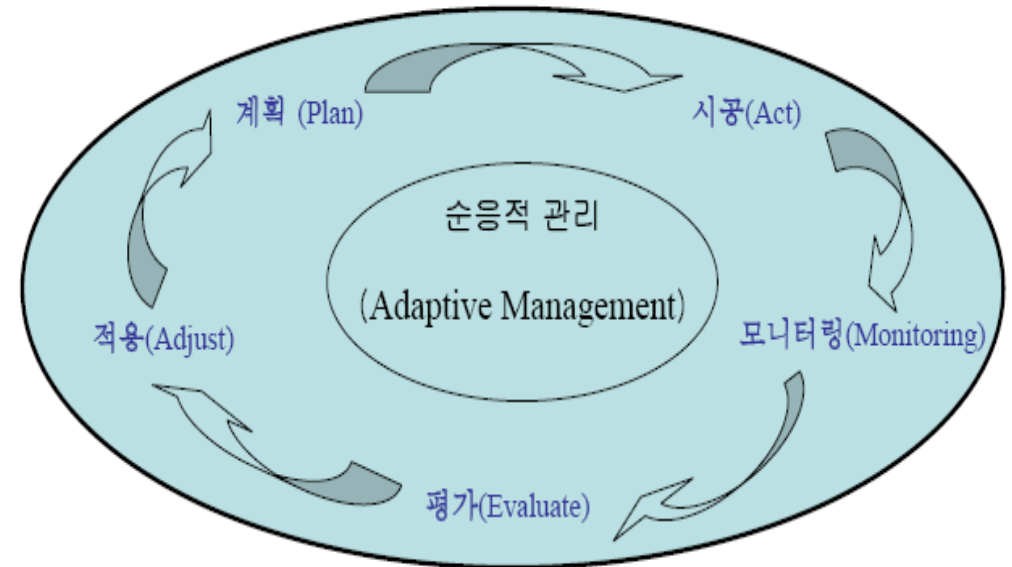 계획 (Plan)
시공(Act)
순응적 관리
(Adaptive Management)
적용(Adjust)
모니터링(Monitoring)
평가(Evaluate)